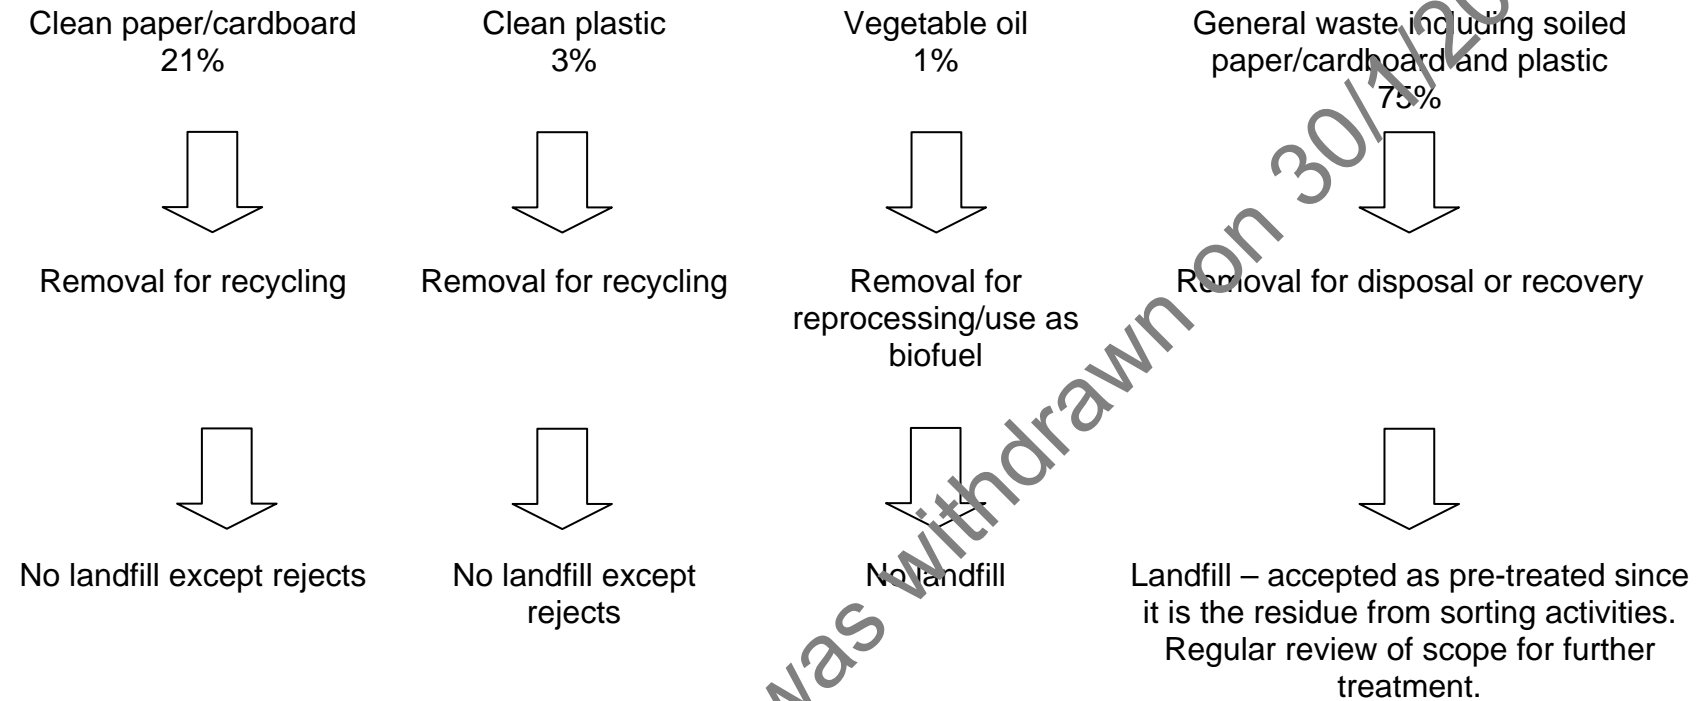 Clean paper/cardboard
21%
Clean plastic
3%
Vegetable oil
1%
General waste including soiled
paper/cardboard and plastic
75%
Removal for recycling
Removal for recycling
Removal for
reprocessing/use as
biofuel
Removal for disposal or recovery
No landfill except rejects
No landfill except
rejects
No landfill
Landfill – accepted as pre-treated since
it is the residue from sorting activities.
Regular review of scope for further
treatment.
was withdrawn on 30/1/20